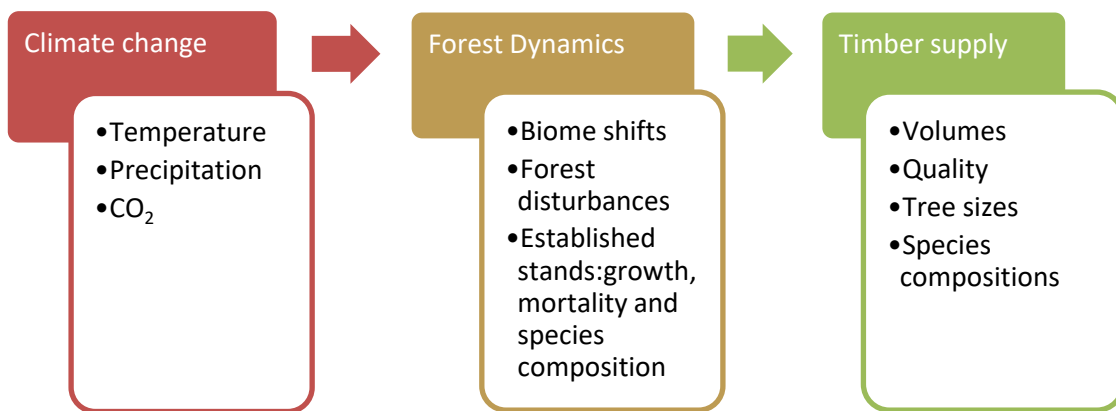 Climate change
•Temperature
•Precipitation
•CO₂
Forest Dynamics
•Biome shifts
•Forest
disturbances
•Established
stands:growth,
mortality and
species
composition
Timber supply
•Volumes
•Quality
•Tree sizes
•Species
compositions